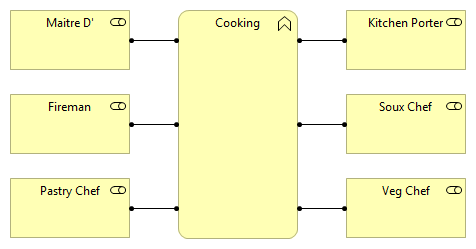 Maitre D'
Cooking
Kitchen Porter
Fireman
Soux Chef
Pastry Chef
Veg Chef